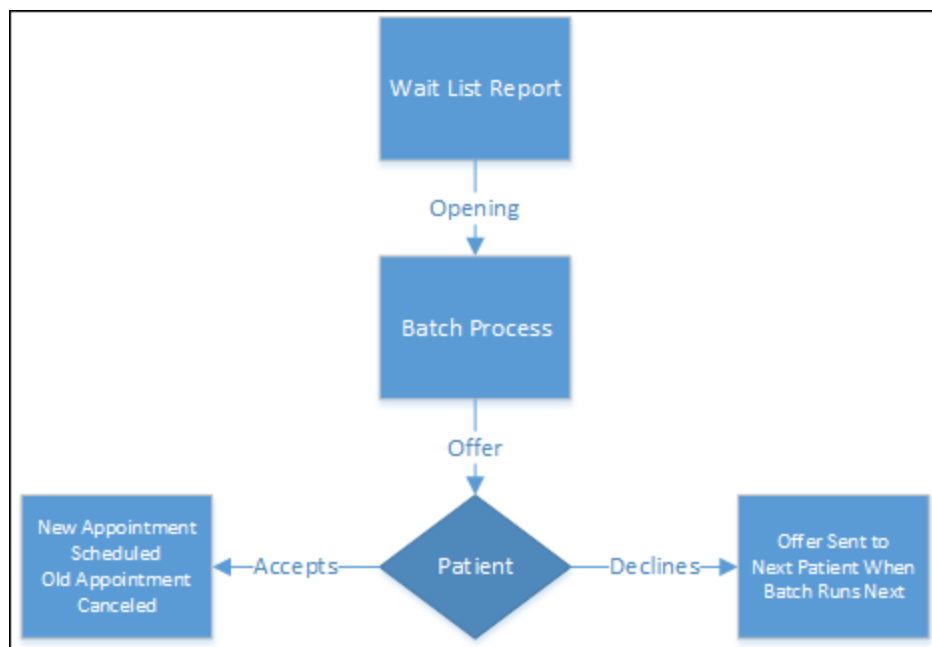 Wait List Report
Opening
Batch Process
Offer
New Appointment
Scheduled
Old Appointment
Canceled
Accepts
Patient
Declines
Offer Sent to
Next Patient When
Batch Runs Next